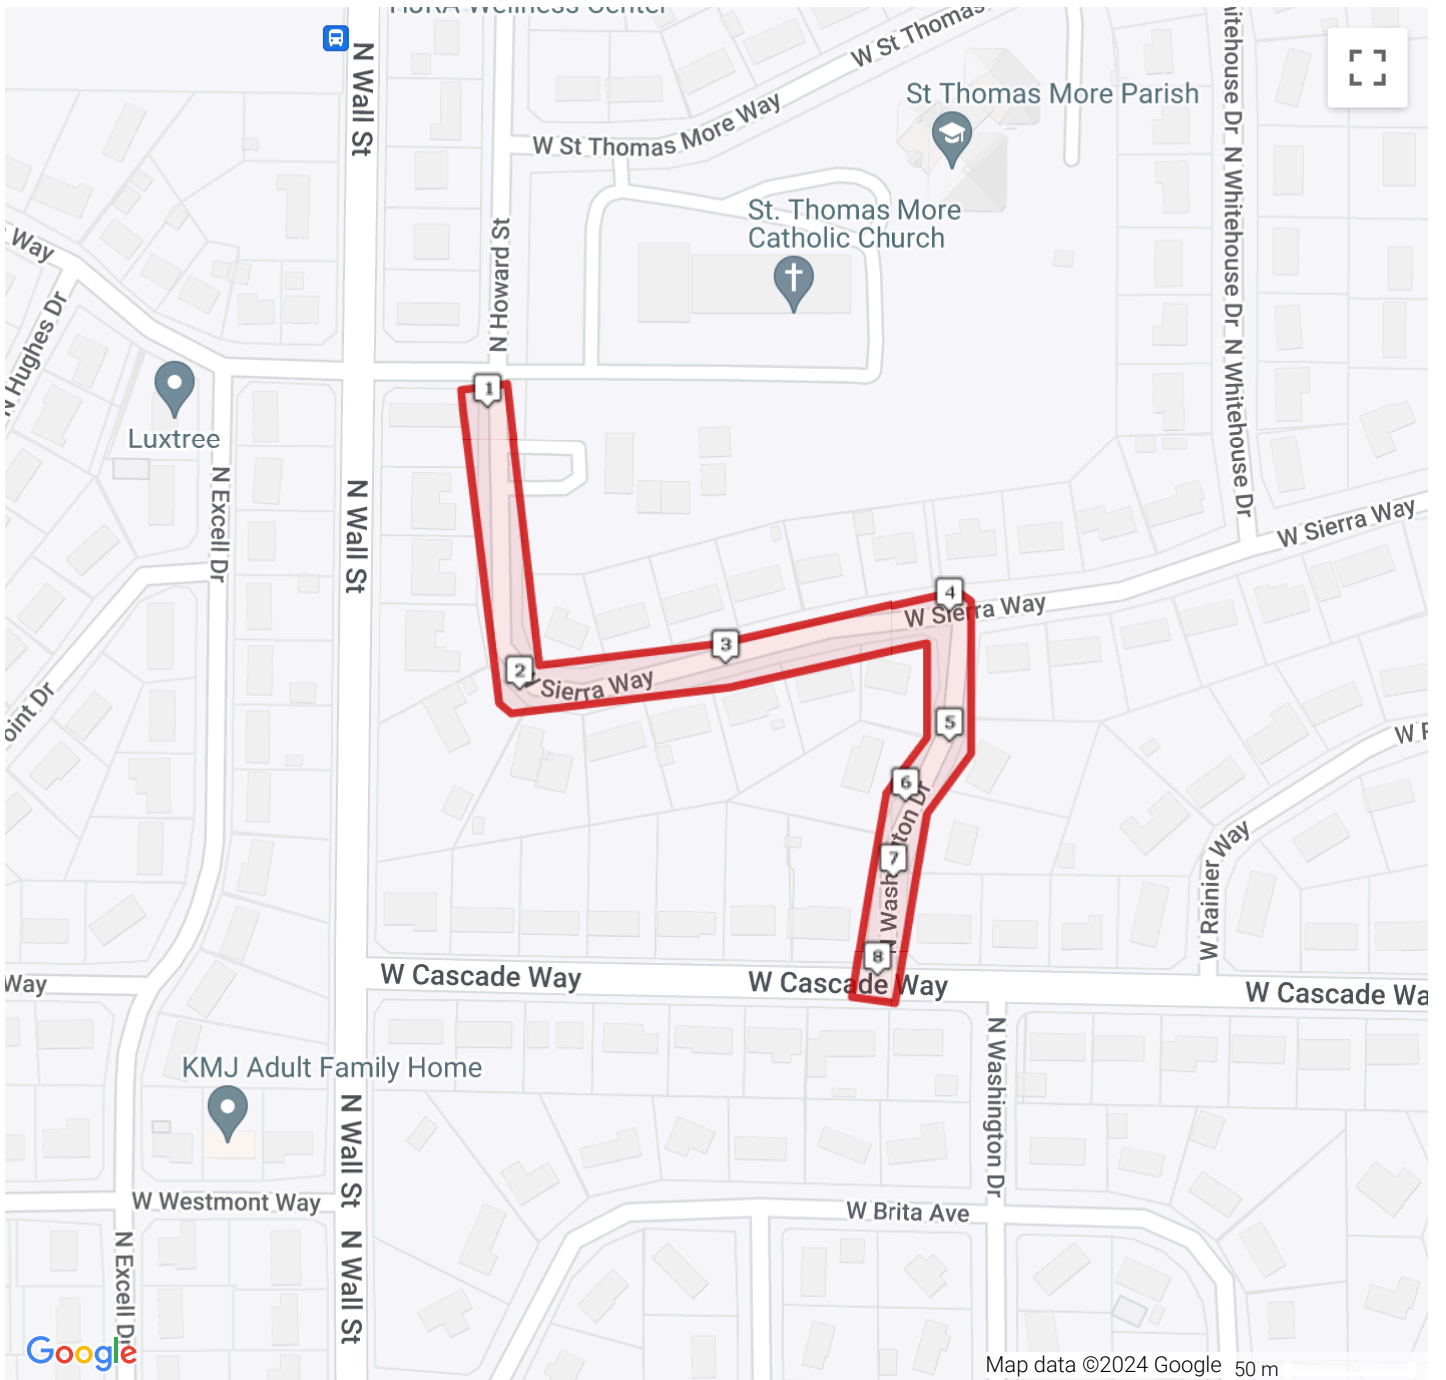 N Wall St
W St Thomas
St Thomas More Parish
W St Thomas More Way
St. Thomas More
Catholic Church
N Howard St
Way
N Hughes Dr
N Whitehouse Dr
N Whitehouse Dr
Luxtree
N Excell Dr
N Wall St
1
W Sierra Way
4
W Sierra Way
3
2
Sierra Way
5
6
7
8
W Rainier Way
W Cascade Way
W Cascade Way
W Cascade Wa
Way
KMJ Adult Family Home
N Wall St
N Washington Dr
W Westmont Way
W Brita Ave
N Excell Dr
N Wall St
Google
Map data ©2024 Google
50 m